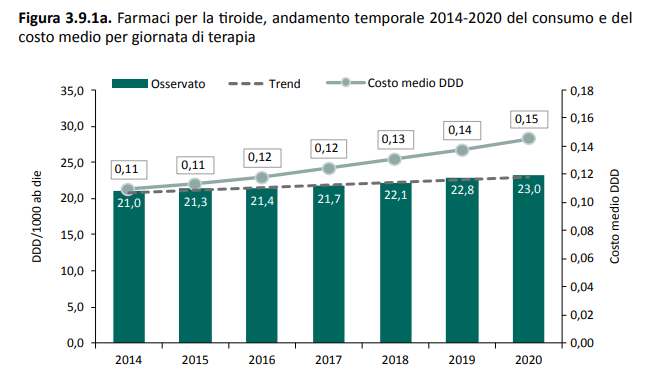 Figura 3.9.1a. Farmaci per la tiroide, andamento temporale 2014-2020 del consumo e del
costo medio per giornata di terapia
Osservato Trend Costo medio DDD
35,0
30,0
25,0
20,0
15,0
10,0
5,0
0,0
DDD/1000 ab die
0,11 0,11 0,12 0,12 0,13 0,14 0,15
21,0 21,3 21,4 21,7 22,1 22,8 23,0
2014 2015 2016 2017 2018 2019 2020
0,18
0,16
0,14
0,12
0,10
0,08
0,06
0,04
0,02
0,00
Costo medio DDD